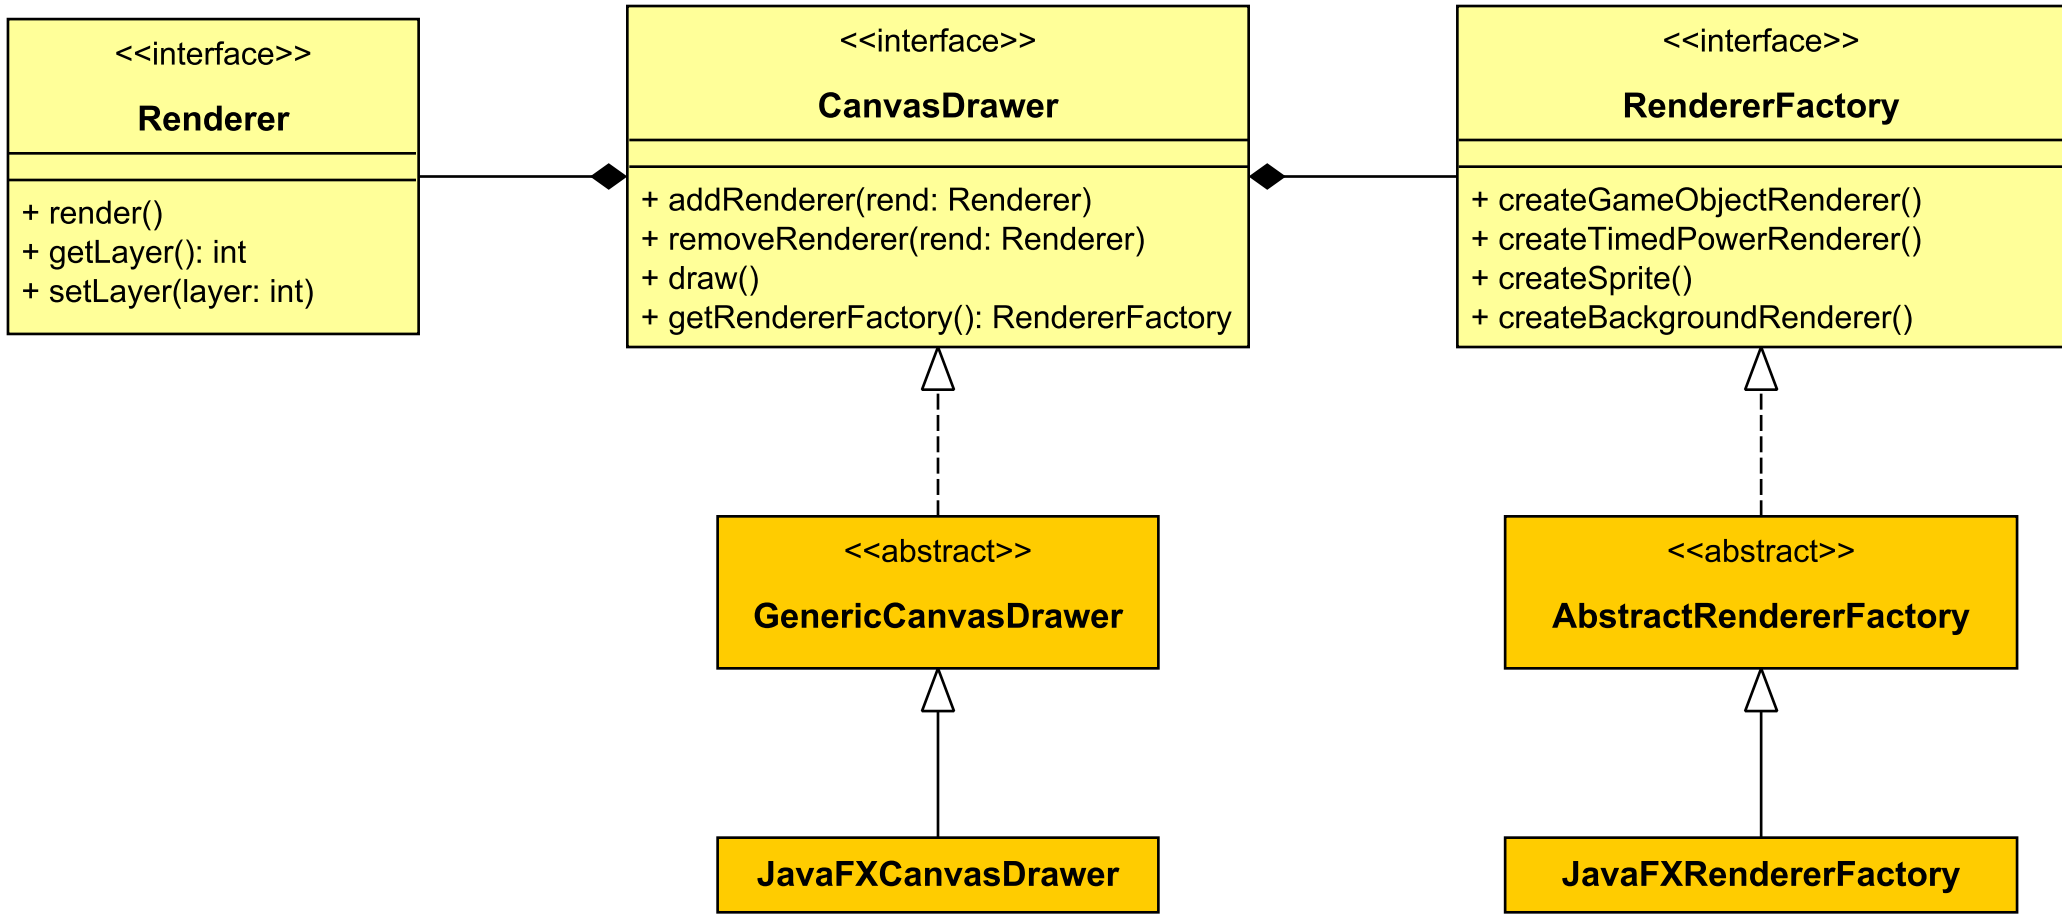 <<interface>>
Renderer
+ render()
+ getLayer(): int
+ setLayer(layer: int)
<<interface>>
CanvasDrawer
+ addRenderer(rend: Renderer)
+ removeRenderer(rend: Renderer)
+ draw()
+ getRendererFactory(): RendererFactory
<<interface>>
RendererFactory
+ createGameObjectRenderer()
+ createTimedPowerRenderer()
+ createSprite()
+ createBackgroundRenderer()
<<abstract>>
GenericCanvasDrawer
<<abstract>>
AbstractRendererFactory
JavaFXCanvasDrawer
JavaFXRendererFactory